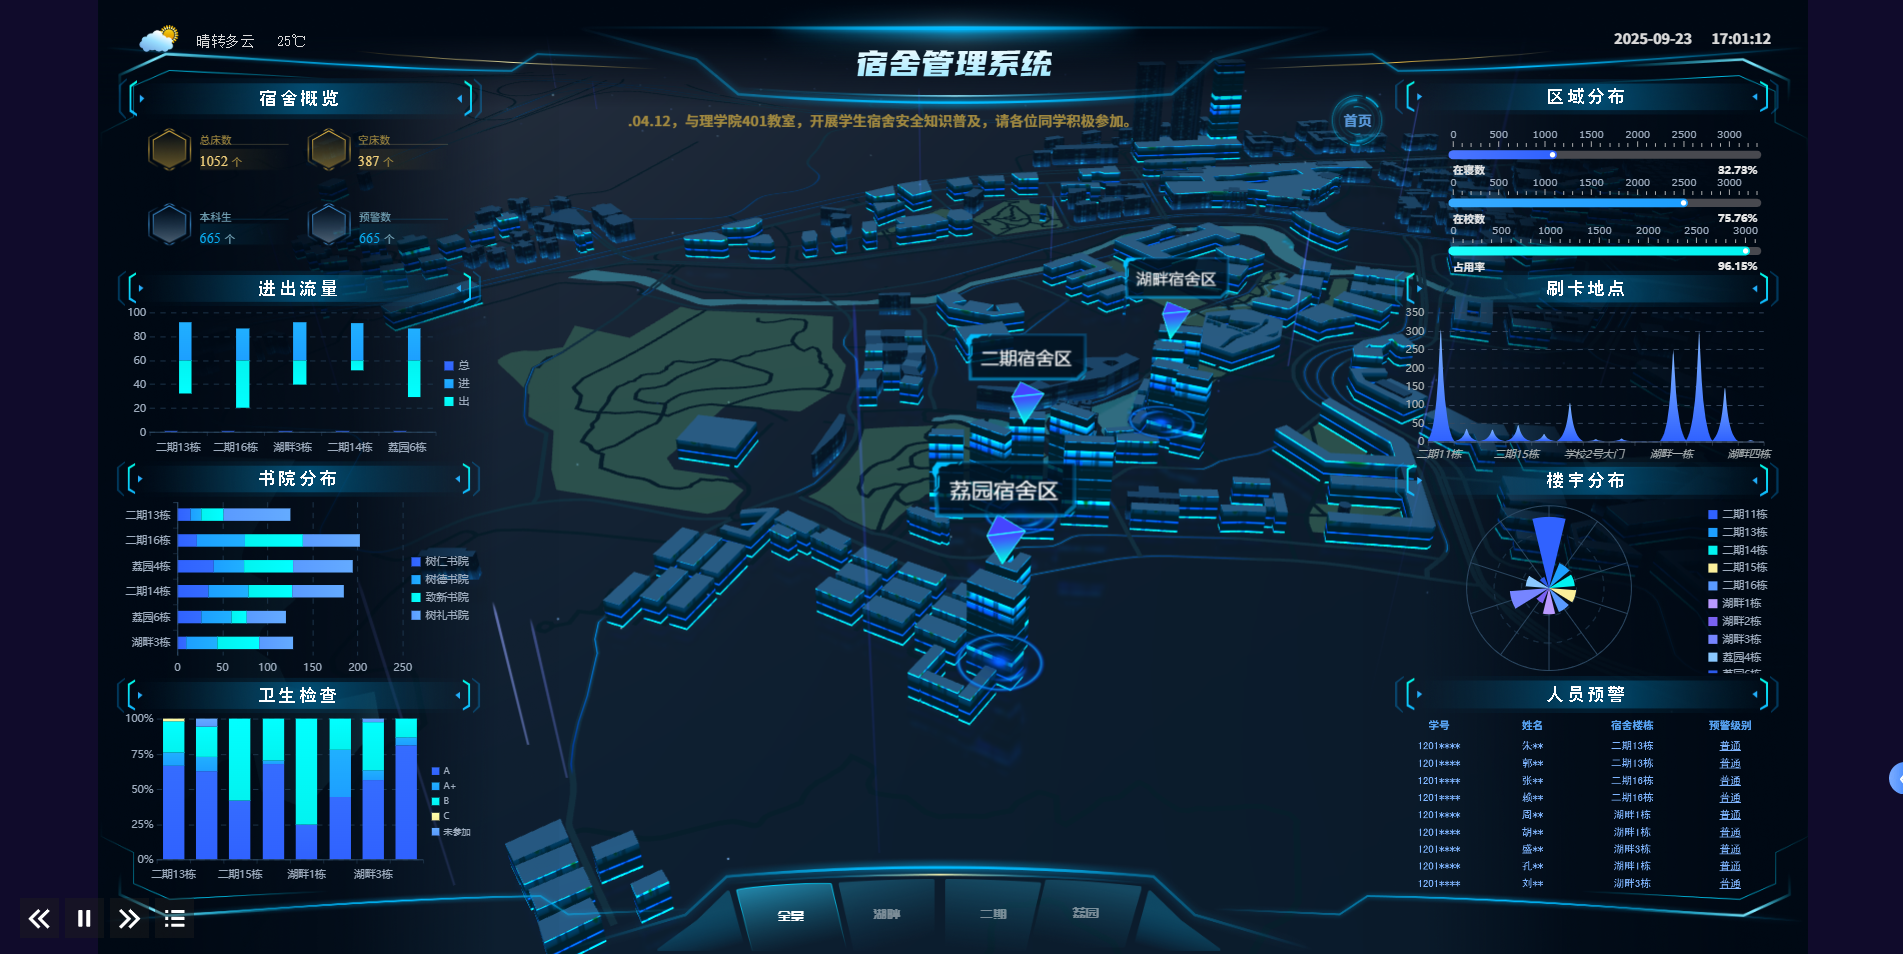 晴转多云 25℃
宿舍管理系统
2025-09-23 17:01:12
.04.12，与理学院401教室，开展学生宿舍安全知识普及，请各位同学积极参加。
首页
宿舍概览
总床数
1052 个
空床数
387 个
本科生
665 个
预警数
665 个
进出流量
100
80
60
40
20
0
二期13栋 二期16栋 湖畔3栋 二期14栋 荔园6栋
总
进
出
书院分布
二期13栋
二期16栋
荔园4栋
二期14栋
荔园6栋
湖畔3栋
0 50 100 150 200 250
树仁书院
树德书院
致新书院
树礼书院
卫生检查
100%
75%
50%
25%
0%
二期13栋 二期15栋 湖畔1栋 湖畔3栋
A
A+
B
C
未参加
湖畔宿舍区
二期宿舍区
荔园宿舍区
全景 湖畔 二期 荔园
区域分布
0 500 1000 1500 2000 2500 3000
在寝数 32.73%
0 500 1000 1500 2000 2500 3000
在校数 75.76%
0 500 1000 1500 2000 2500 3000
占用率 96.15%
刷卡地点
350
300
250
200
150
100
50
0
二期11栋 三期15栋 学校2号大门 湖畔一栋 湖畔四栋
楼宇分布
二期11栋
二期13栋
二期14栋
二期15栋
二期16栋
湖畔1栋
湖畔2栋
湖畔3栋
荔园4栋
人员预警
学号 姓名 宿舍楼栋 预警级别
1201**** 朱** 二期13栋 普通
1201**** 郭** 二期13栋 普通
1201**** 张** 二期16栋 普通
1201**** 赖** 二期16栋 普通
1201**** 周** 湖畔1栋 普通
1201**** 胡** 湖畔1栋 普通
1201**** 盛** 湖畔3栋 普通
1201**** 孔** 湖畔1栋 普通
1201**** 刘** 湖畔3栋 普通